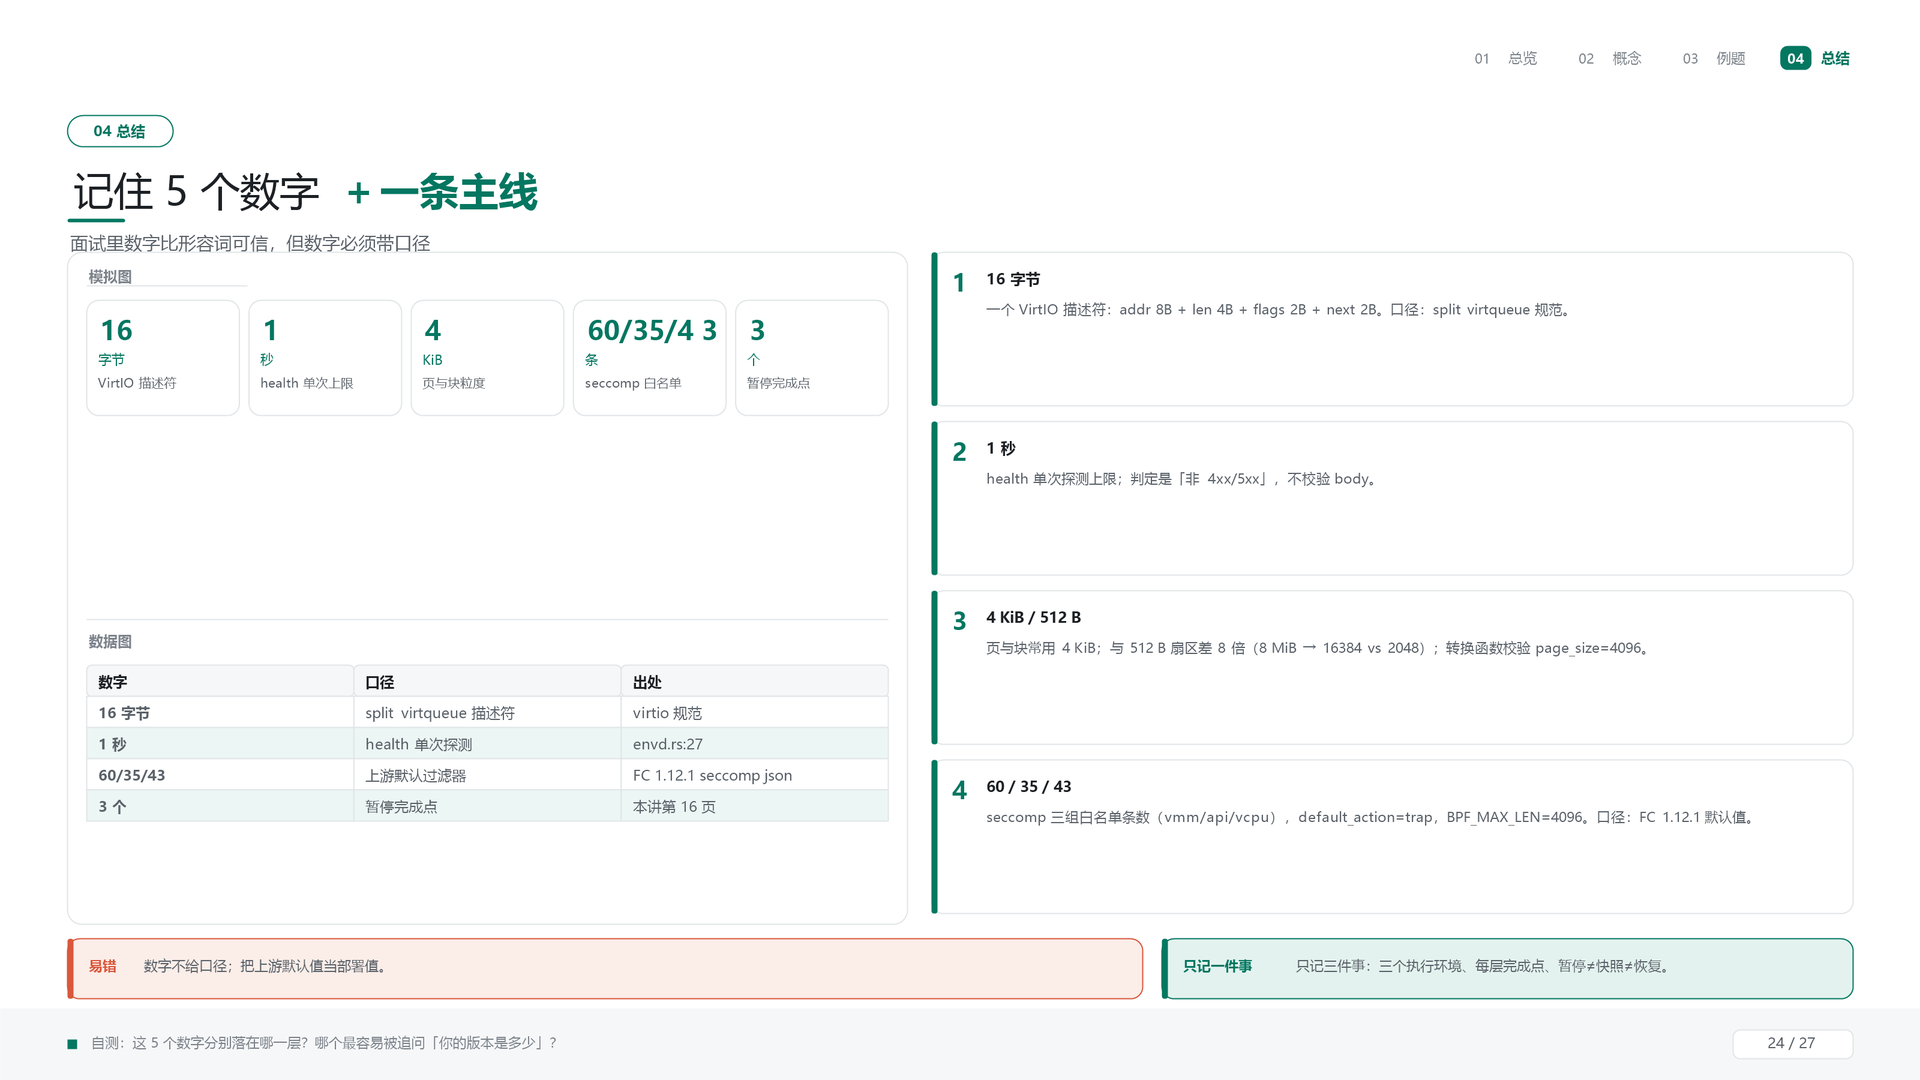 01 总览 02 概念 03 例题 04 总结
04 总结
记住 5 个数字 + 一条主线
面试里数字比形容词可信，但数字必须带口径
模拟图
16
字节
VirtIO 描述符
1
秒
health 单次上限
4
KiB
页与块粒度
60/35/4 3
条
seccomp 白名单
3
个
暂停完成点
数据图
数字 口径 出处
16 字节 split virtqueue 描述符 virtio 规范
1 秒 health 单次探测 envd.rs:27
60/35/43 上游默认过滤器 FC 1.12.1 seccomp json
3 个 暂停完成点 本讲第 16 页
1 16 字节
一个 VirtIO 描述符：addr 8B + len 4B + flags 2B + next 2B。口径：split virtqueue 规范。
2 1 秒
health 单次探测上限；判定是「非 4xx/5xx」，不校验 body。
3 4 KiB / 512 B
页与块常用 4 KiB；与 512 B 扇区差 8 倍（8 MiB → 16384 vs 2048）；转换函数校验 page_size=4096。
4 60 / 35 / 43
seccomp 三组白名单条数（vmm/api/vcpu），default_action=trap，BPF_MAX_LEN=4096。口径：FC 1.12.1 默认值。
易错 数字不给口径；把上游默认值当部署值。
只记一件事 只记三件事：三个执行环境、每层完成点、暂停≠快照≠恢复。
自测：这 5 个数字分别落在哪一层？哪个最容易被追问「你的版本是多少」？
24 / 27